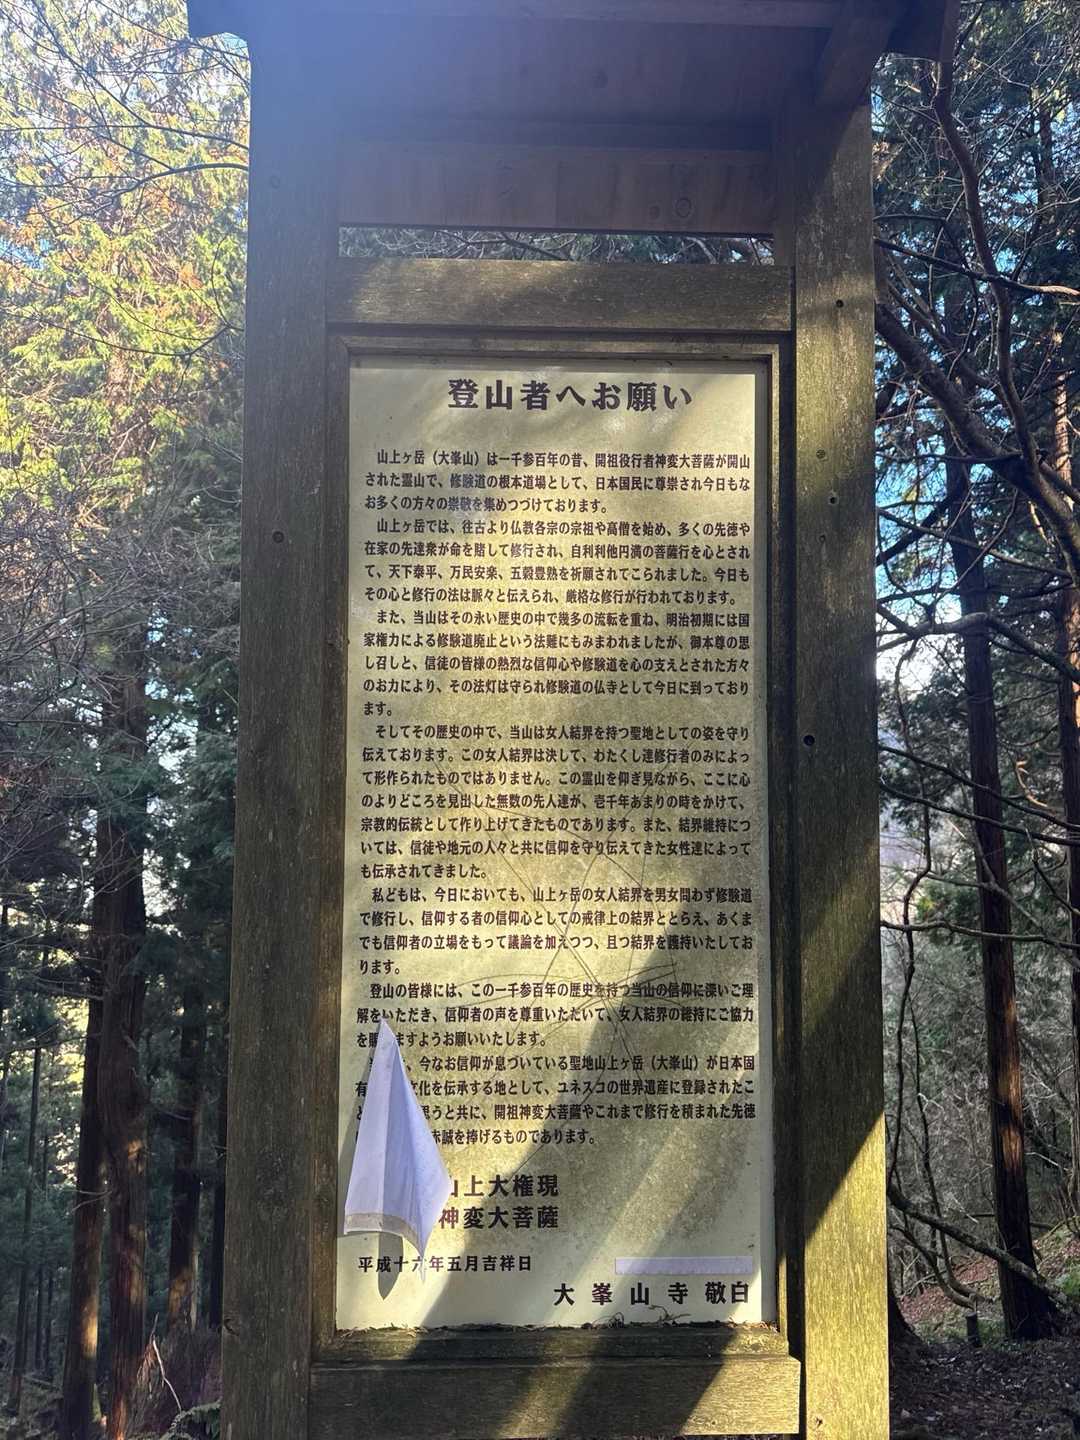 登山者へお願い
山上ヶ岳（大峯山）は一千参百年の昔、開祖役行者神変大菩薩が開山
された霊山で、修験道の根本道場として、日本国民に尊崇され今日もな
お多くの方々の崇敬を集めつづけております。
山上ヶ岳では、往古より仏教各宗の宗祖や高僧を始め、多くの先徳や
在家の先達衆が命を賭して修行され、自利利他円満の菩薩行を心とされ
て、天下泰平、万民安楽、五穀豊熟を祈願されてこられました。今日も
その心と修行の法は脈々と伝えられ、厳格な修行が行われております。
また、当山はその永い歴史の中で幾多の流転を重ね、明治初期には国
家権力による修験道廃止という法難にもみまわれましたが、御本尊の思
し召しと、信徒の皆様の熱烈な信仰心や修験道を心の支えとされた方々
のお力により、その法灯は守られ修験道の仏寺として今日に到っており
ます。
そしてその歴史の中で、当山は女人結界を持つ聖地としての姿を守り
伝えております。この女人結界は決して、わたくし達修行者のみによっ
て形作られたものではありません。この霊山を仰ぎ見ながら、ここに心
のよりどころを見出した無数の先人達が、壱千年あまりの時をかけて、
宗教的伝統として作り上げてきたものであります。また、結界維持につ
いては、信徒や地元の人々と共に信仰を守り伝えてきた女性達によって
も伝承されてきました。
私どもは、今日においても、山上ヶ岳の女人結界を男女問わず修験道
で修行し、信仰する者の信仰心としての戒律上の結界ととらえ、あくま
でも信仰者の立場をもって議論を加えつつ、且つ結界を護持いたしてお
ります。
登山の皆様には、この一千参百年の歴史を持つ当山の信仰に深いご理
解をいただき、信仰者の声を尊重いただいて、女人結界の維持にご協力
を賜りますようお願いいたします。
、今なお信仰が息づいている聖地山上ヶ岳（大峯山）が日本国
有 文化を伝承する地として、ユネスコの世界遺産に登録されたこ
と 思うと共に、開祖神変大菩薩やこれまで修行を積まれた先徳
赤誠を捧げるものであります。
山上大権現
神変大菩薩
平成十六年五月吉祥日
大峯山寺 敬白